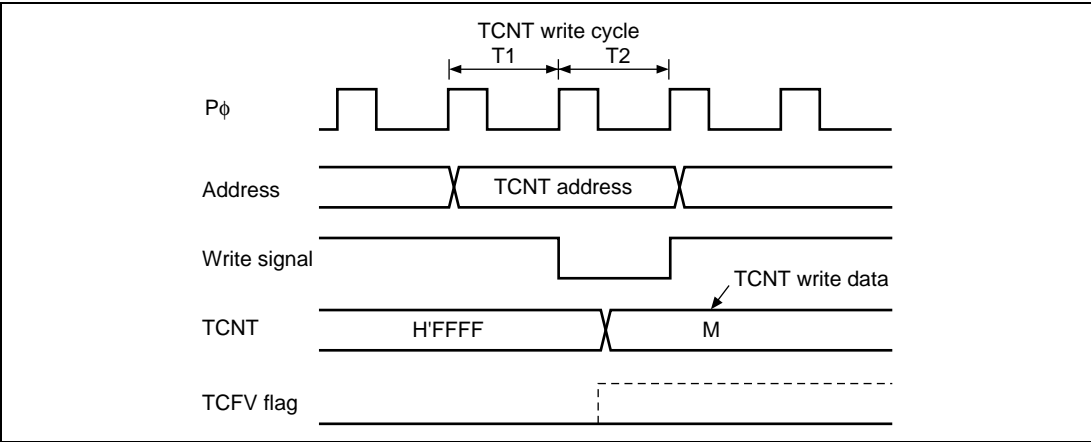 TCNT write cycle
T1 T2
Pϕ
Address TCNT address
Write signal
TCNT write data
TCNT H'FFFF M
TCFV flag